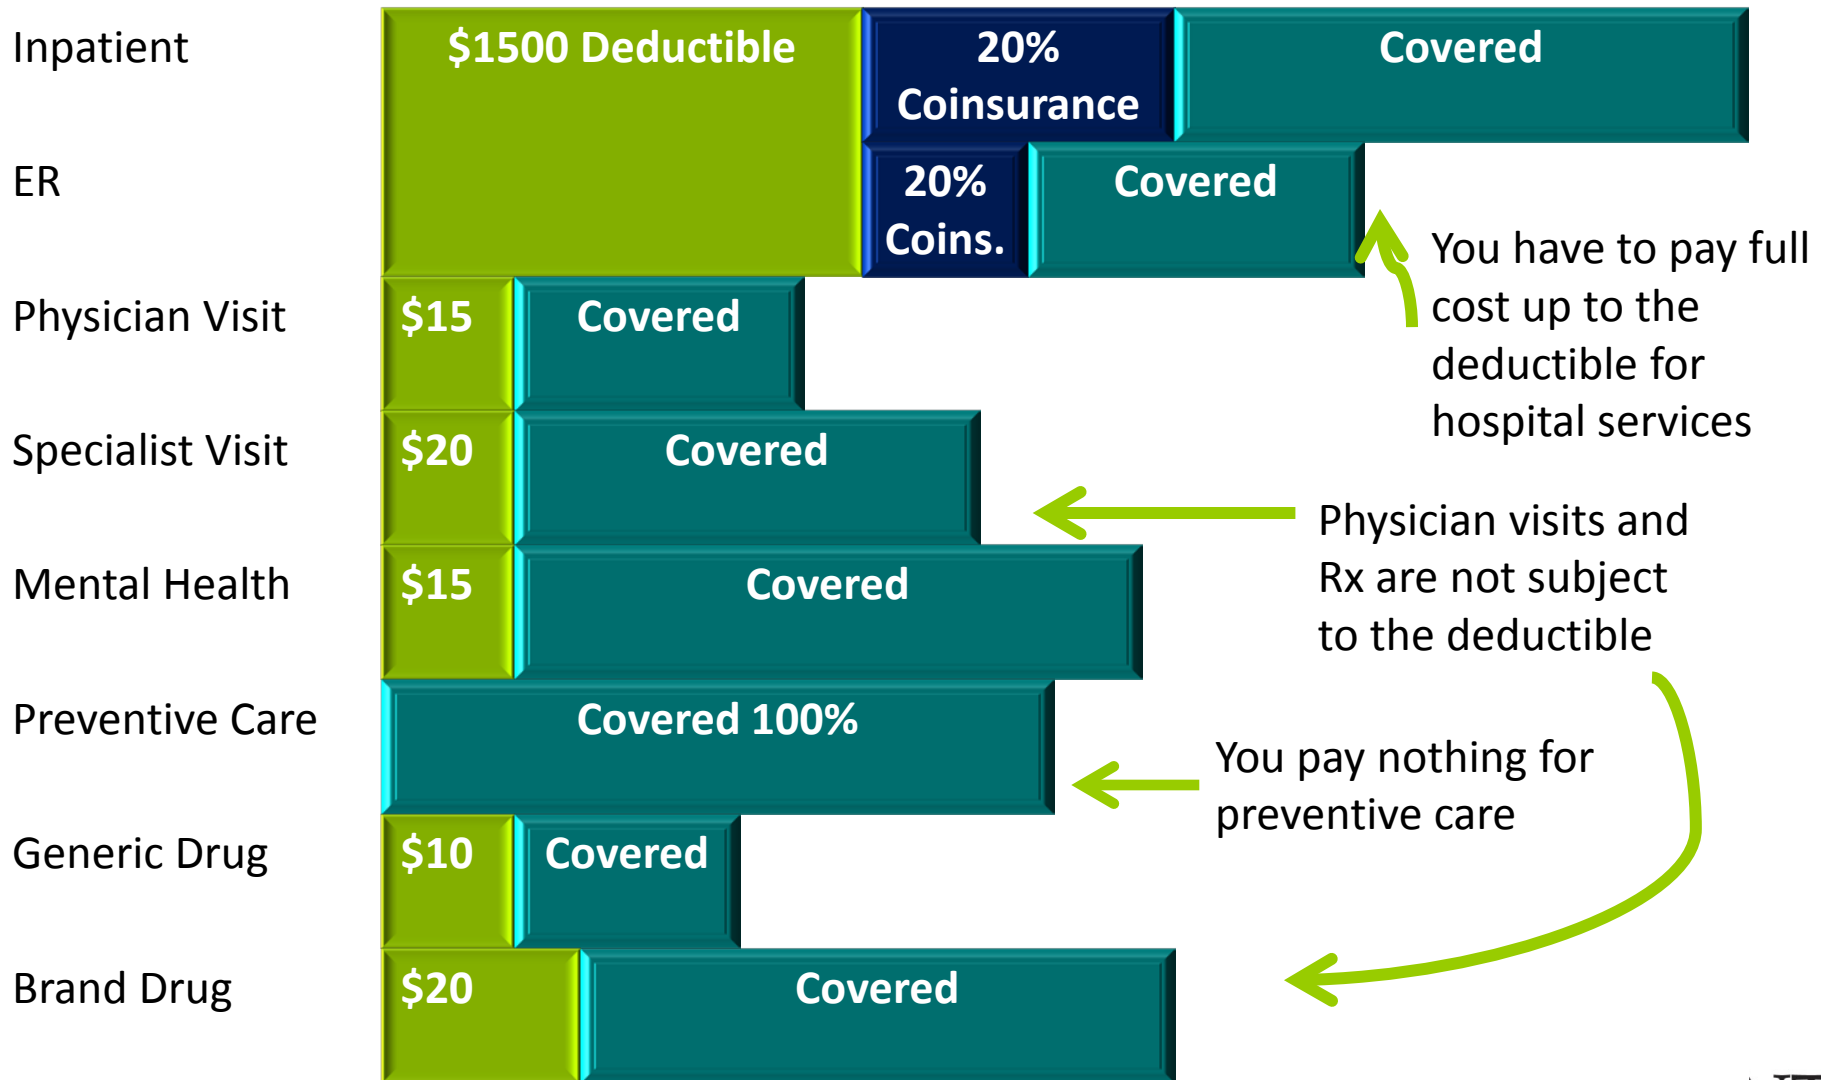 Inpatient
$1500 Deductible
20%
Coinsurance
Covered
ER
20%
Coins.
Covered
You have to pay full
cost up to the
deductible for
hospital services
Physician Visit
$15
Covered
Specialist Visit
$20
Covered
Physician visits and
Rx are not subject
to the deductible
Mental Health
$15
Covered
Preventive Care
Covered 100%
You pay nothing for
preventive care
Generic Drug
$10
Covered
Brand Drug
$20
Covered